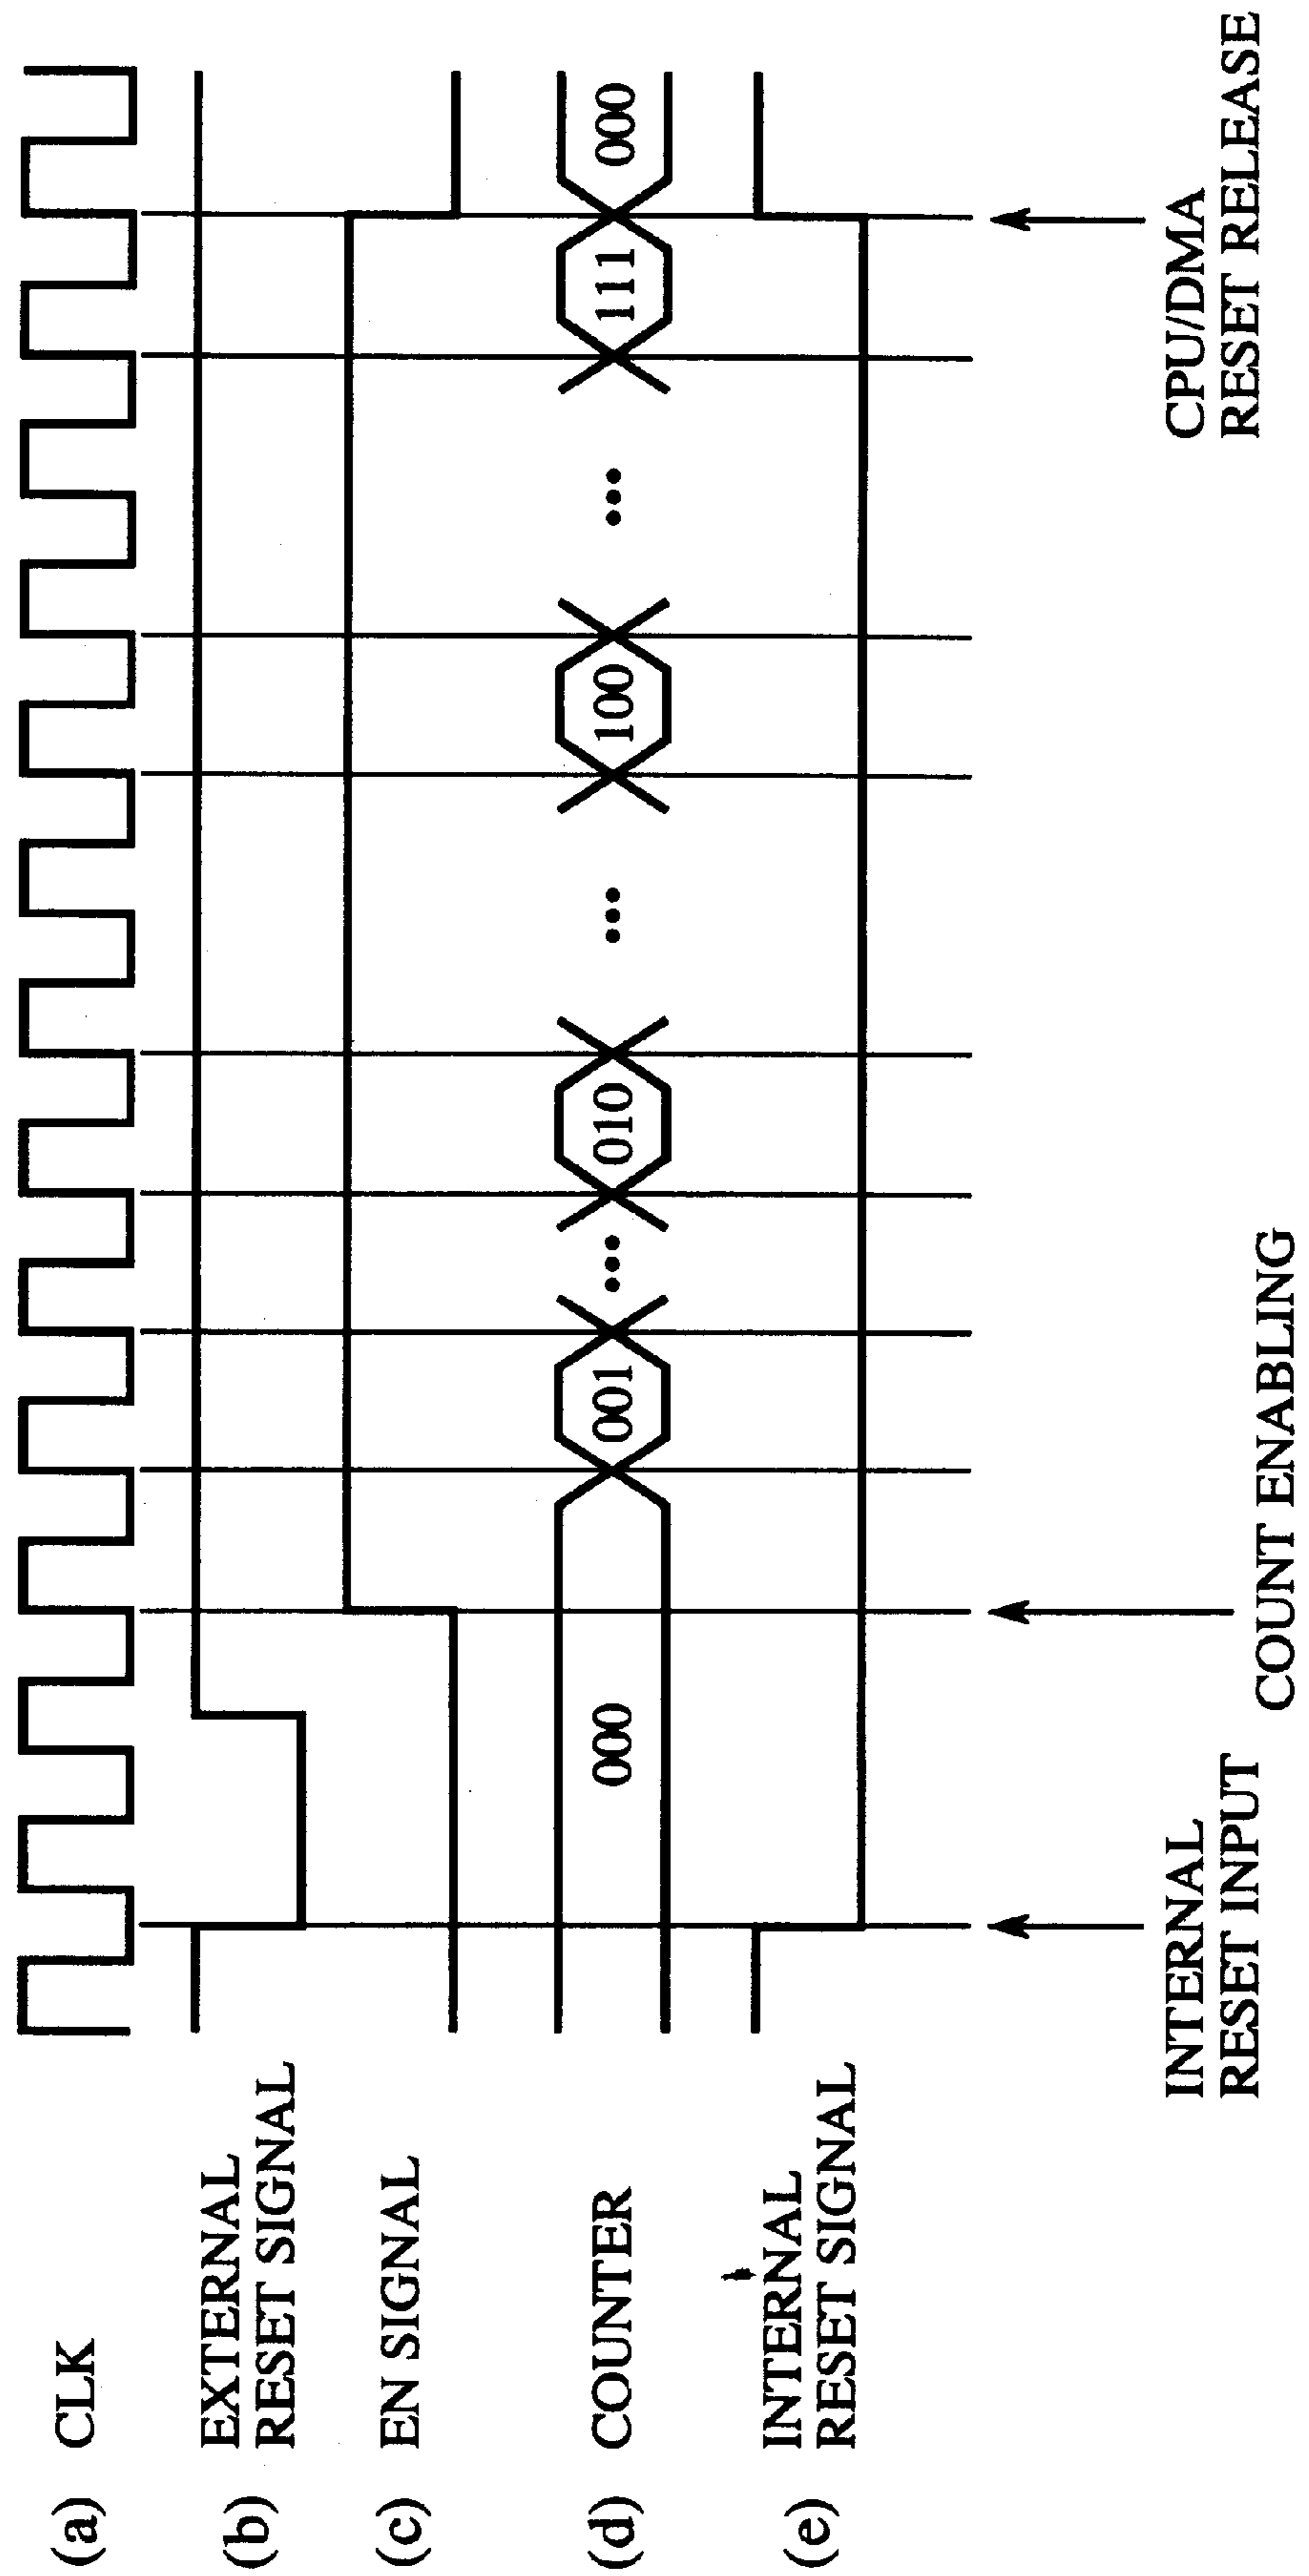 (a) CLK
(b) EXTERNAL
RESET SIGNAL
(c) EN SIGNAL
(d) COUNTER 000 001 ... 010 ... 100 ... 111 000
(e) INTERNAL
RESET SIGNAL
INTERNAL
RESET INPUT
COUNT ENABLING
CPU/DMA
RESET RELEASE